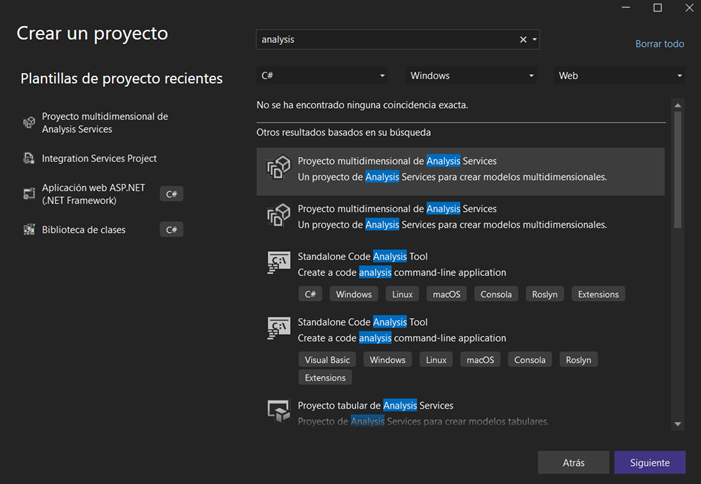 Crear un proyecto
Plantillas de proyecto recientes
Proyecto multidimensional de
Analysis Services
Integration Services Project
Aplicación web ASP.NET
(.NET Framework)
C#
Biblioteca de clases
C#
analysis
Borrar todo
C#
Windows
Web
No se ha encontrado ninguna coincidencia exacta.
Otros resultados basados en su búsqueda
Proyecto multidimensional de Analysis Services
Un proyecto de Analysis Services para crear modelos multidimensionales.
Proyecto multidimensional de Analysis Services
Un proyecto de Analysis Services para crear modelos multidimensionales.
C:\
Standalone Code Analysis Tool
Create a code analysis command-line application
C# Windows Linux macOS Consola Roslyn Extensions
C:\
Standalone Code Analysis Tool
Create a code analysis command-line application
Visual Basic Windows Linux macOS Consola Roslyn
Extensions
Proyecto tabular de Analysis Services
Proyecto de Analysis Services para crear modelos tabulares.
Atrás
Siguiente